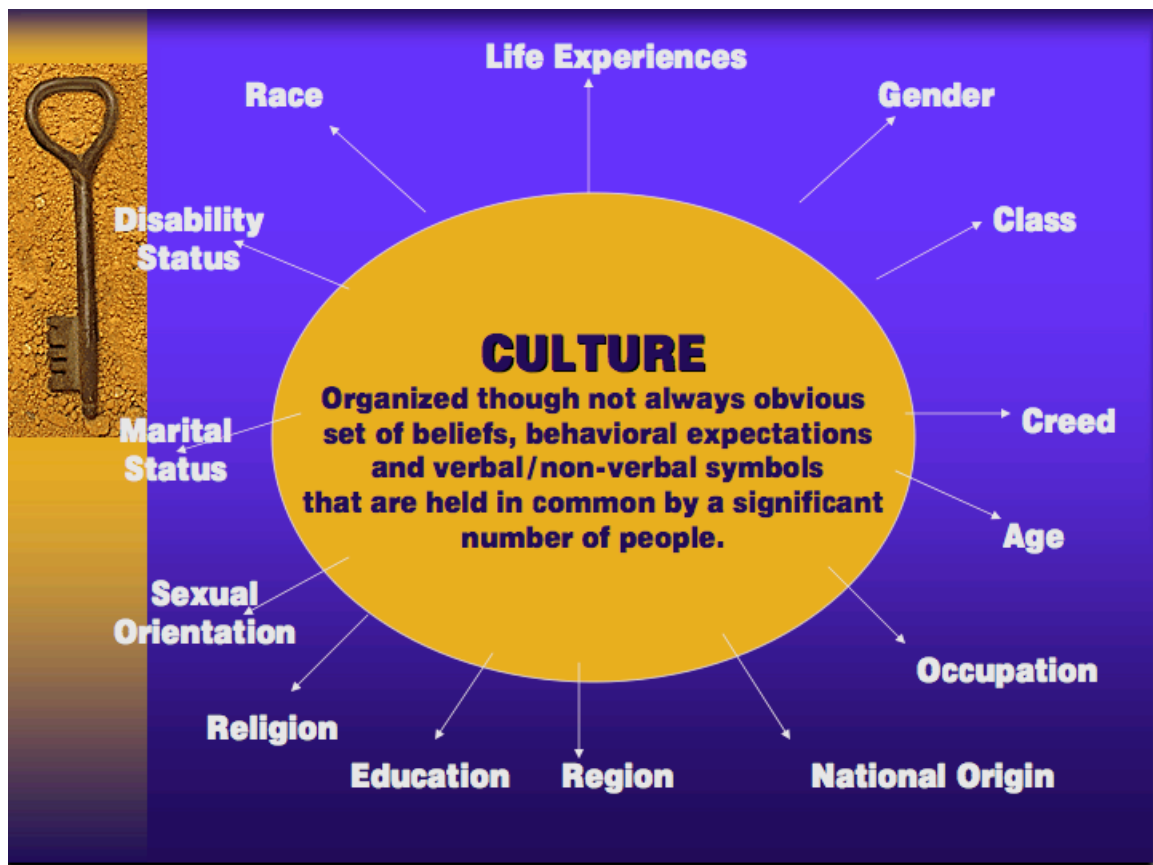 Life Experiences
Race
Gender
Disability
Status
Class
CULTURE
Organized though not always obvious
set of beliefs, behavioral expectations
and verbal/non-verbal symbols
that are held in common by a significant
number of people.
Marital
Status
Creed
Age
Sexual
Orientation
Occupation
Religion
Education
Region
National Origin